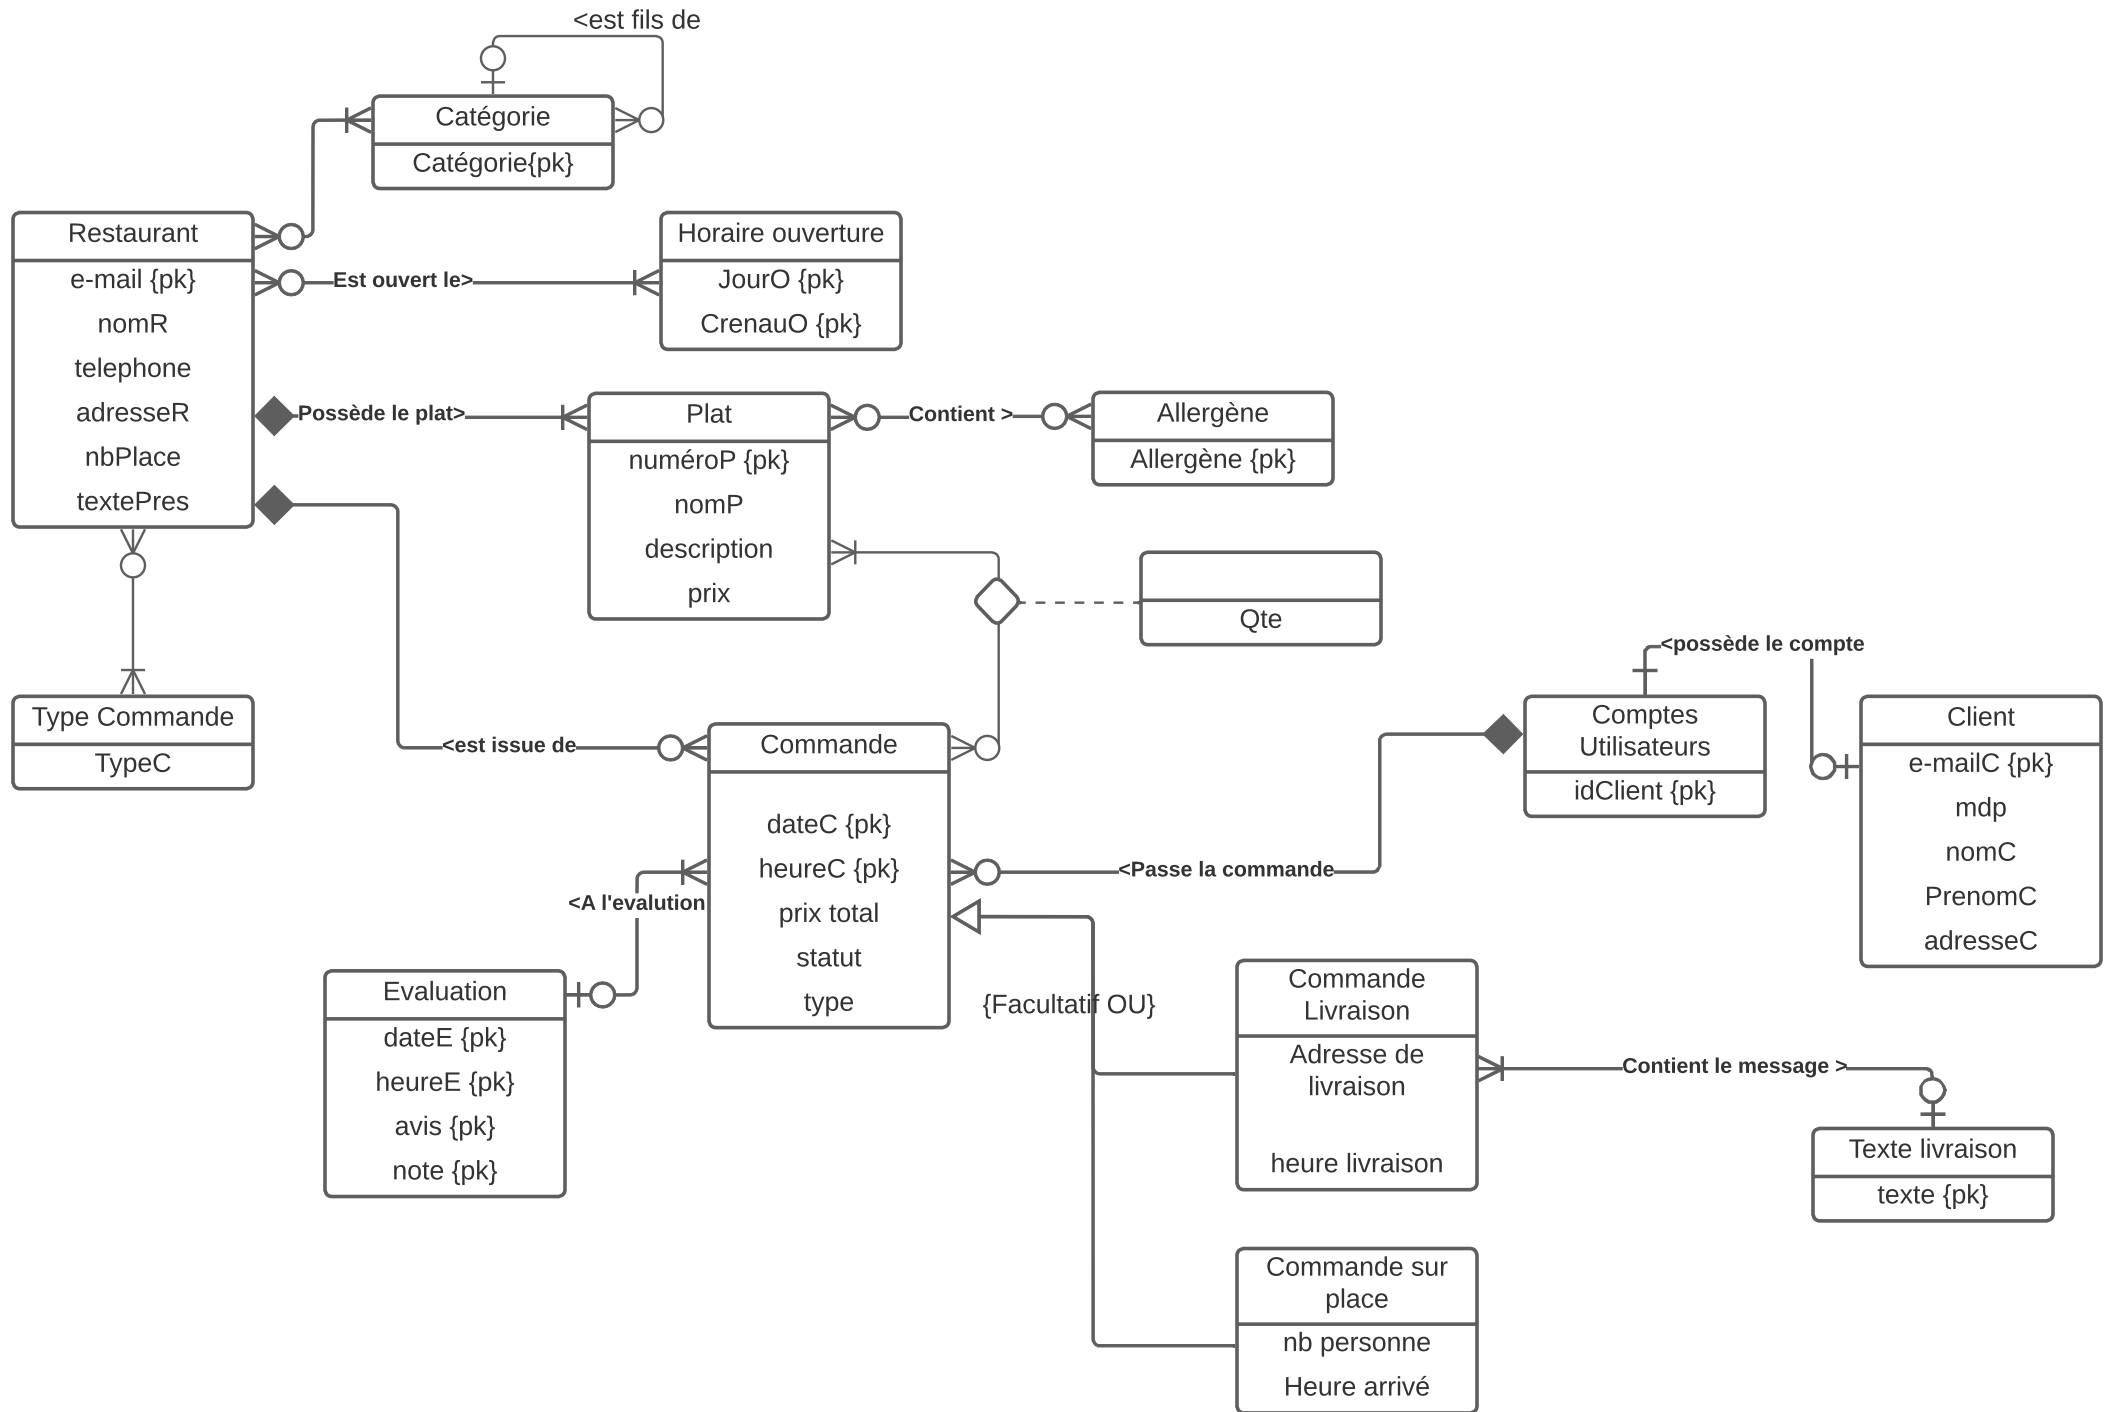 <est fils de
Catégorie
Catégorie{pk}
Restaurant
e-mail {pk}
nomR
telephone
adresseR
nbPlace
textePres
Est ouvert le>
Horaire ouverture
JourO {pk}
CrenauO {pk}
Possède le plat>
Plat
numéroP {pk}
nomP
description
prix
Contient >
Allergène
Allergène {pk}
Qte
Type Commande
TypeC
<est issue de
Commande
dateC {pk}
heureC {pk}
prix total
statut
type
<possède le compte
Comptes
Utilisateurs
idClient {pk}
Client
e-mailC {pk}
mdp
nomC
PrenomC
adresseC
<Passe la commande
<A l'evalution
Evaluation
dateE {pk}
heureE {pk}
avis {pk}
note {pk}
{Facultatif OU}
Commande
Livraison
Adresse de
livraison
heure livraison
Contient le message >
Texte livraison
texte {pk}
Commande sur
place
nb personne
Heure arrivé